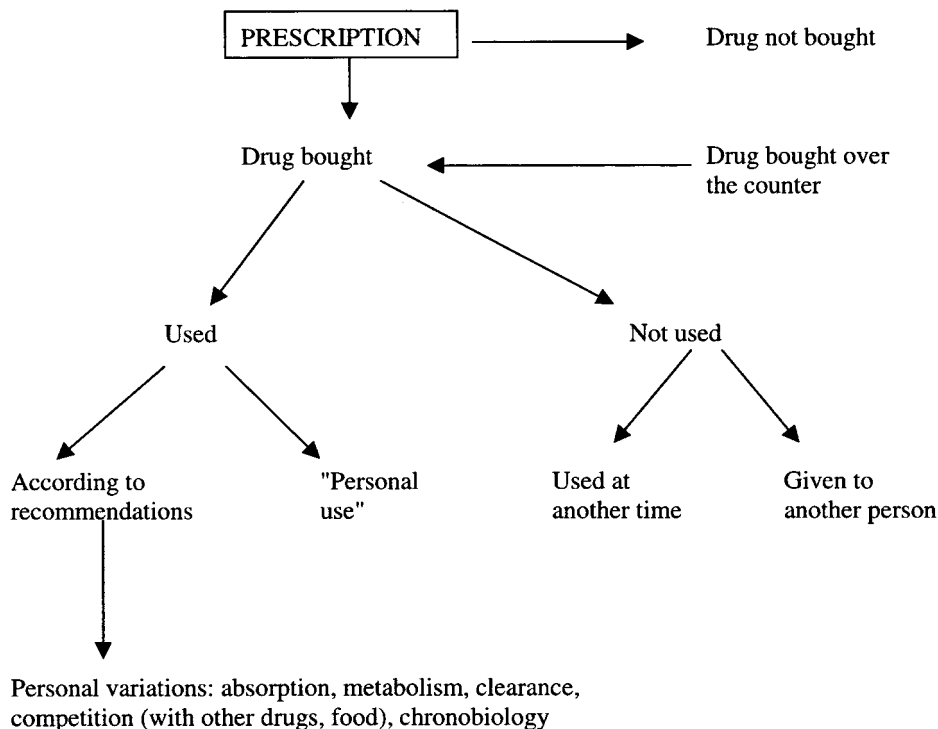 PRESCRIPTION
Drug not bought
Drug bought
Drug bought over
the counter
Used
Not used
According to
recommendations
"Personal
use"
Used at
another time
Given to
another person
Personal variations: absorption, metabolism, clearance,
competition (with other drugs, food), chronobiology